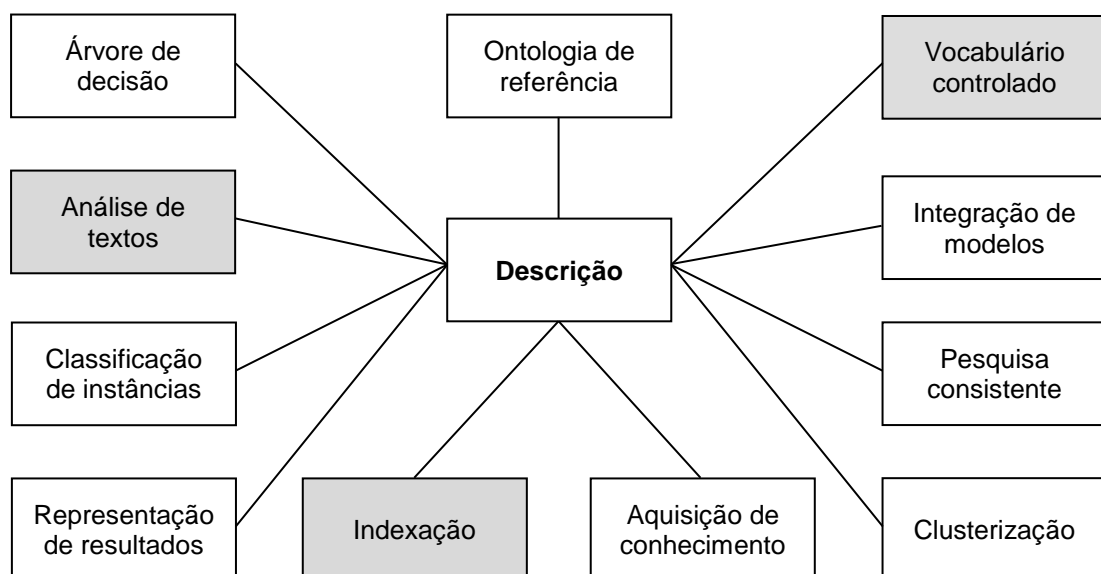 Árvore de
decisão
Ontologia de
referência
Vocabulário
controlado
Análise de
textos
Integração de
modelos
Descrição
Classificação
de instâncias
Pesquisa
consistente
Representação
de resultados
Indexação
Aquisição de
conhecimento
Clusterização